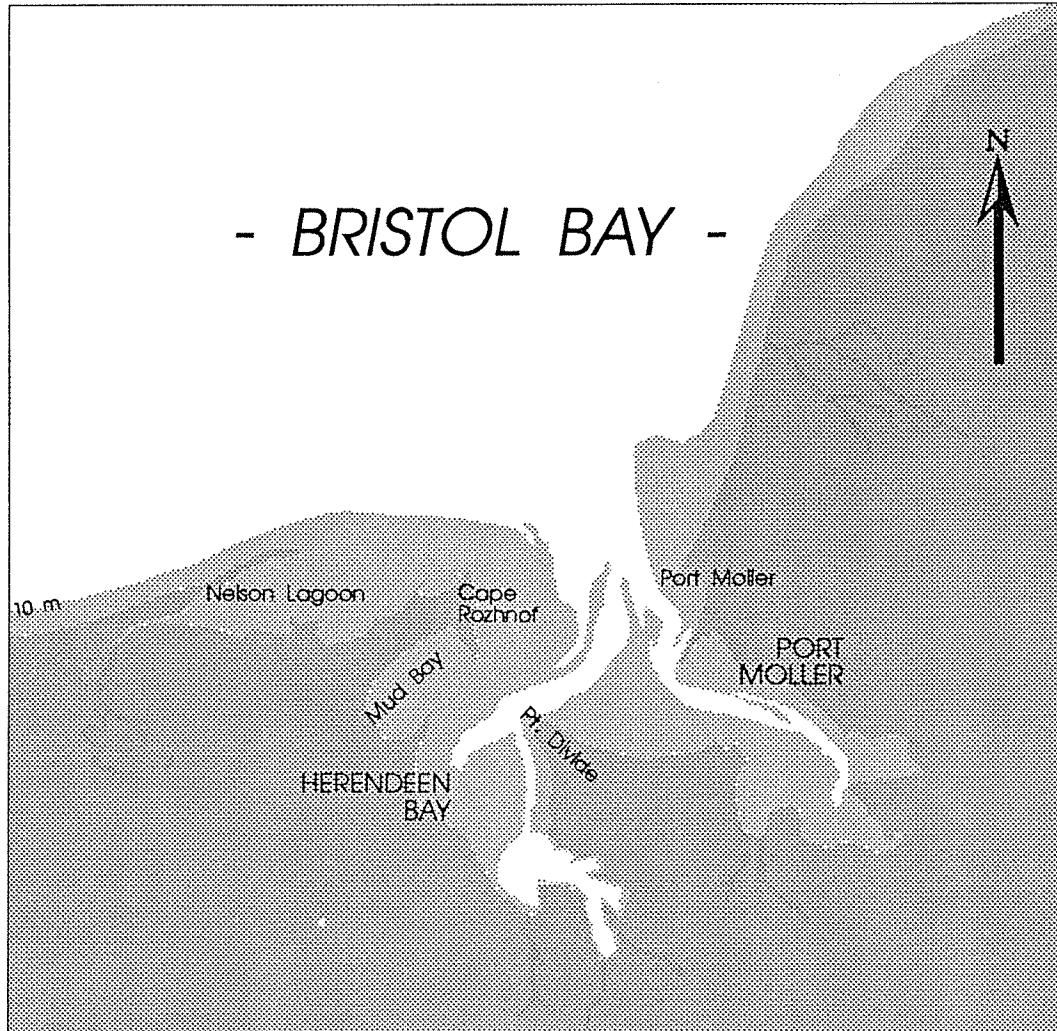 N
- BRISTOL BAY -
10 m
Nelson Lagoon
Cape
Rozhnof
Port Moller
PORT
MOLLER
Mud Bay
Pt. Divide
HERENDEEN
BAY